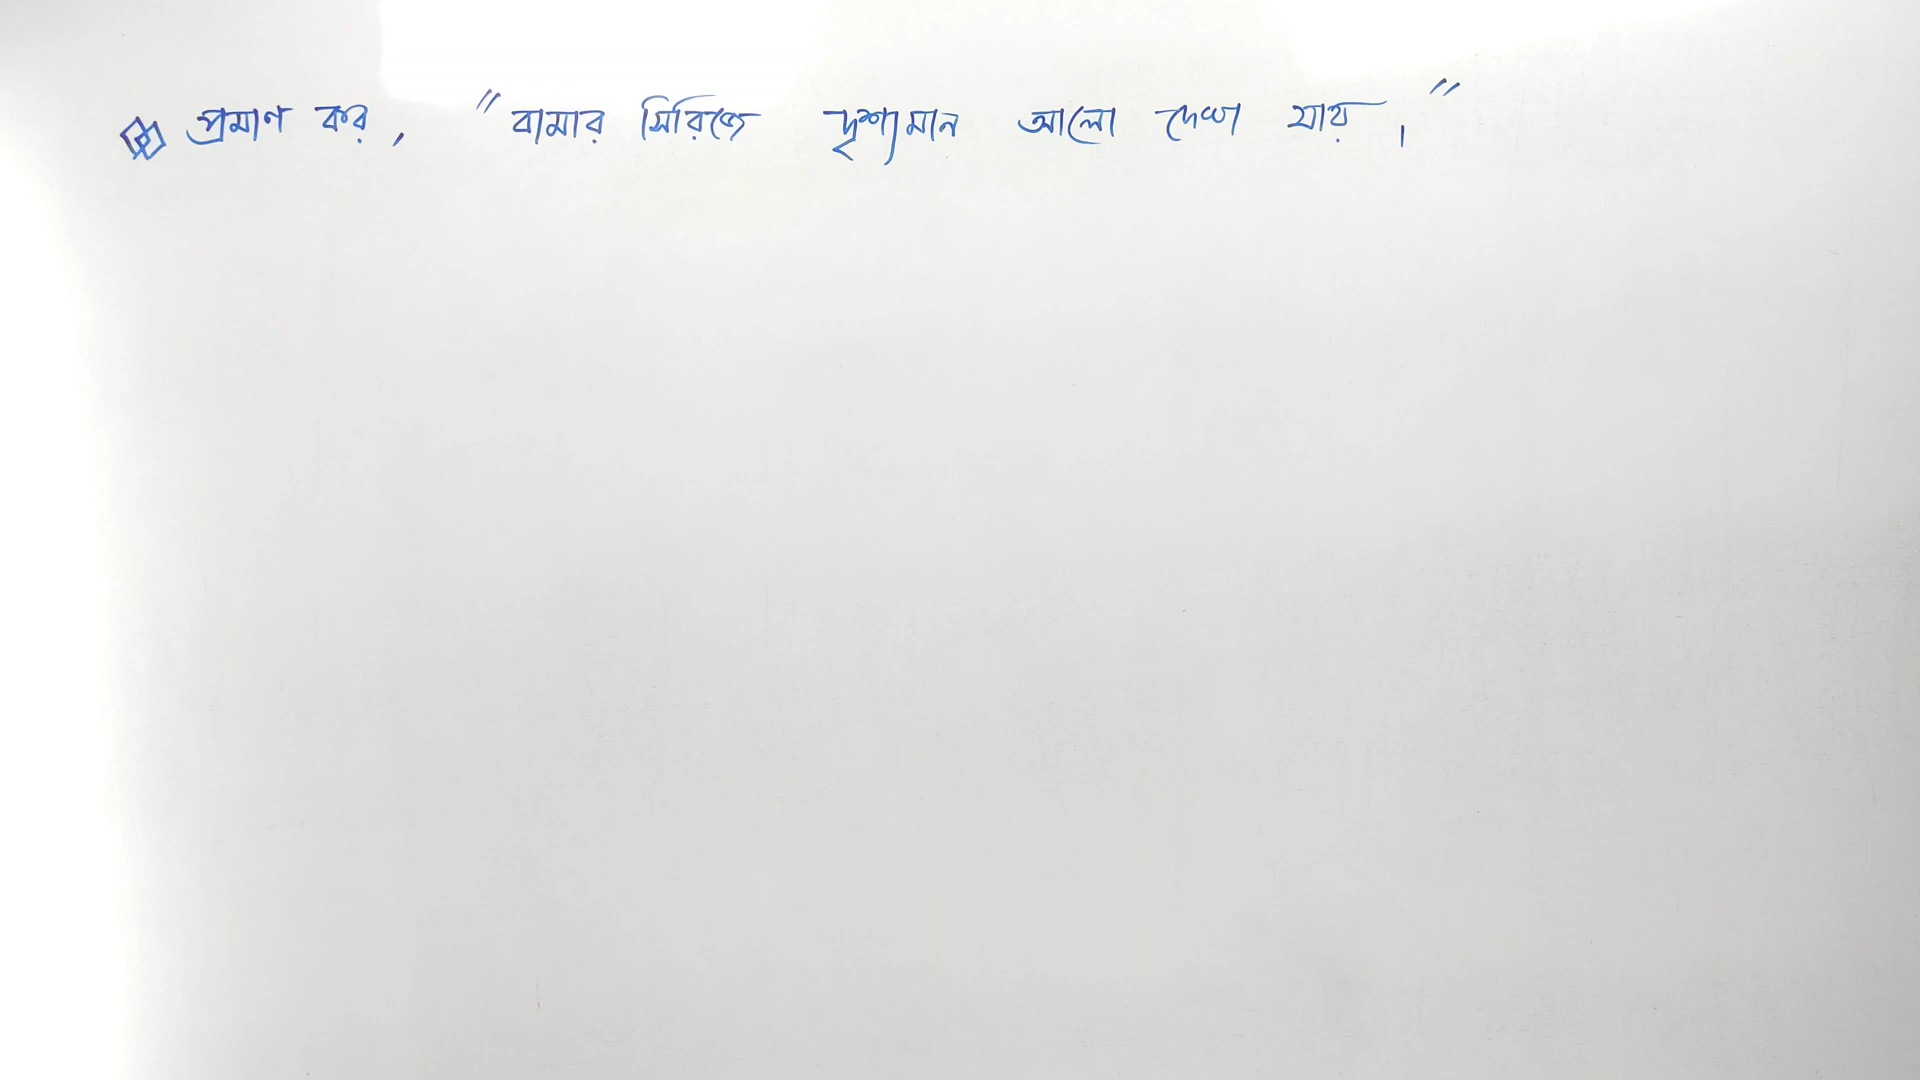 প্রমাণ কর, "বামার সিরিজে দৃশ্যমান আলো দেখা যায়।"